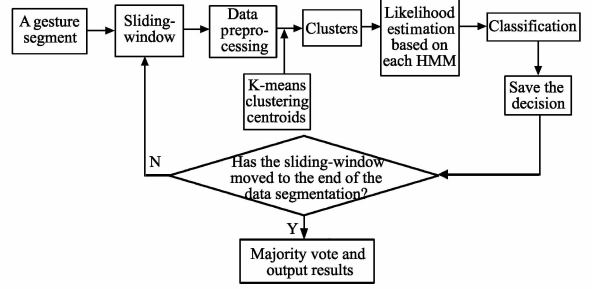 A gesture
segment
Sliding-
window
Data
prepro-
cessing
Clusters
Likelihood
estimation
based on
each HMM
Classification
K-means
clustering
centroids
Save the
decision
N
Has the sliding-window
moved to the end of the
data segmentation?
Y
Majority vote and
output results